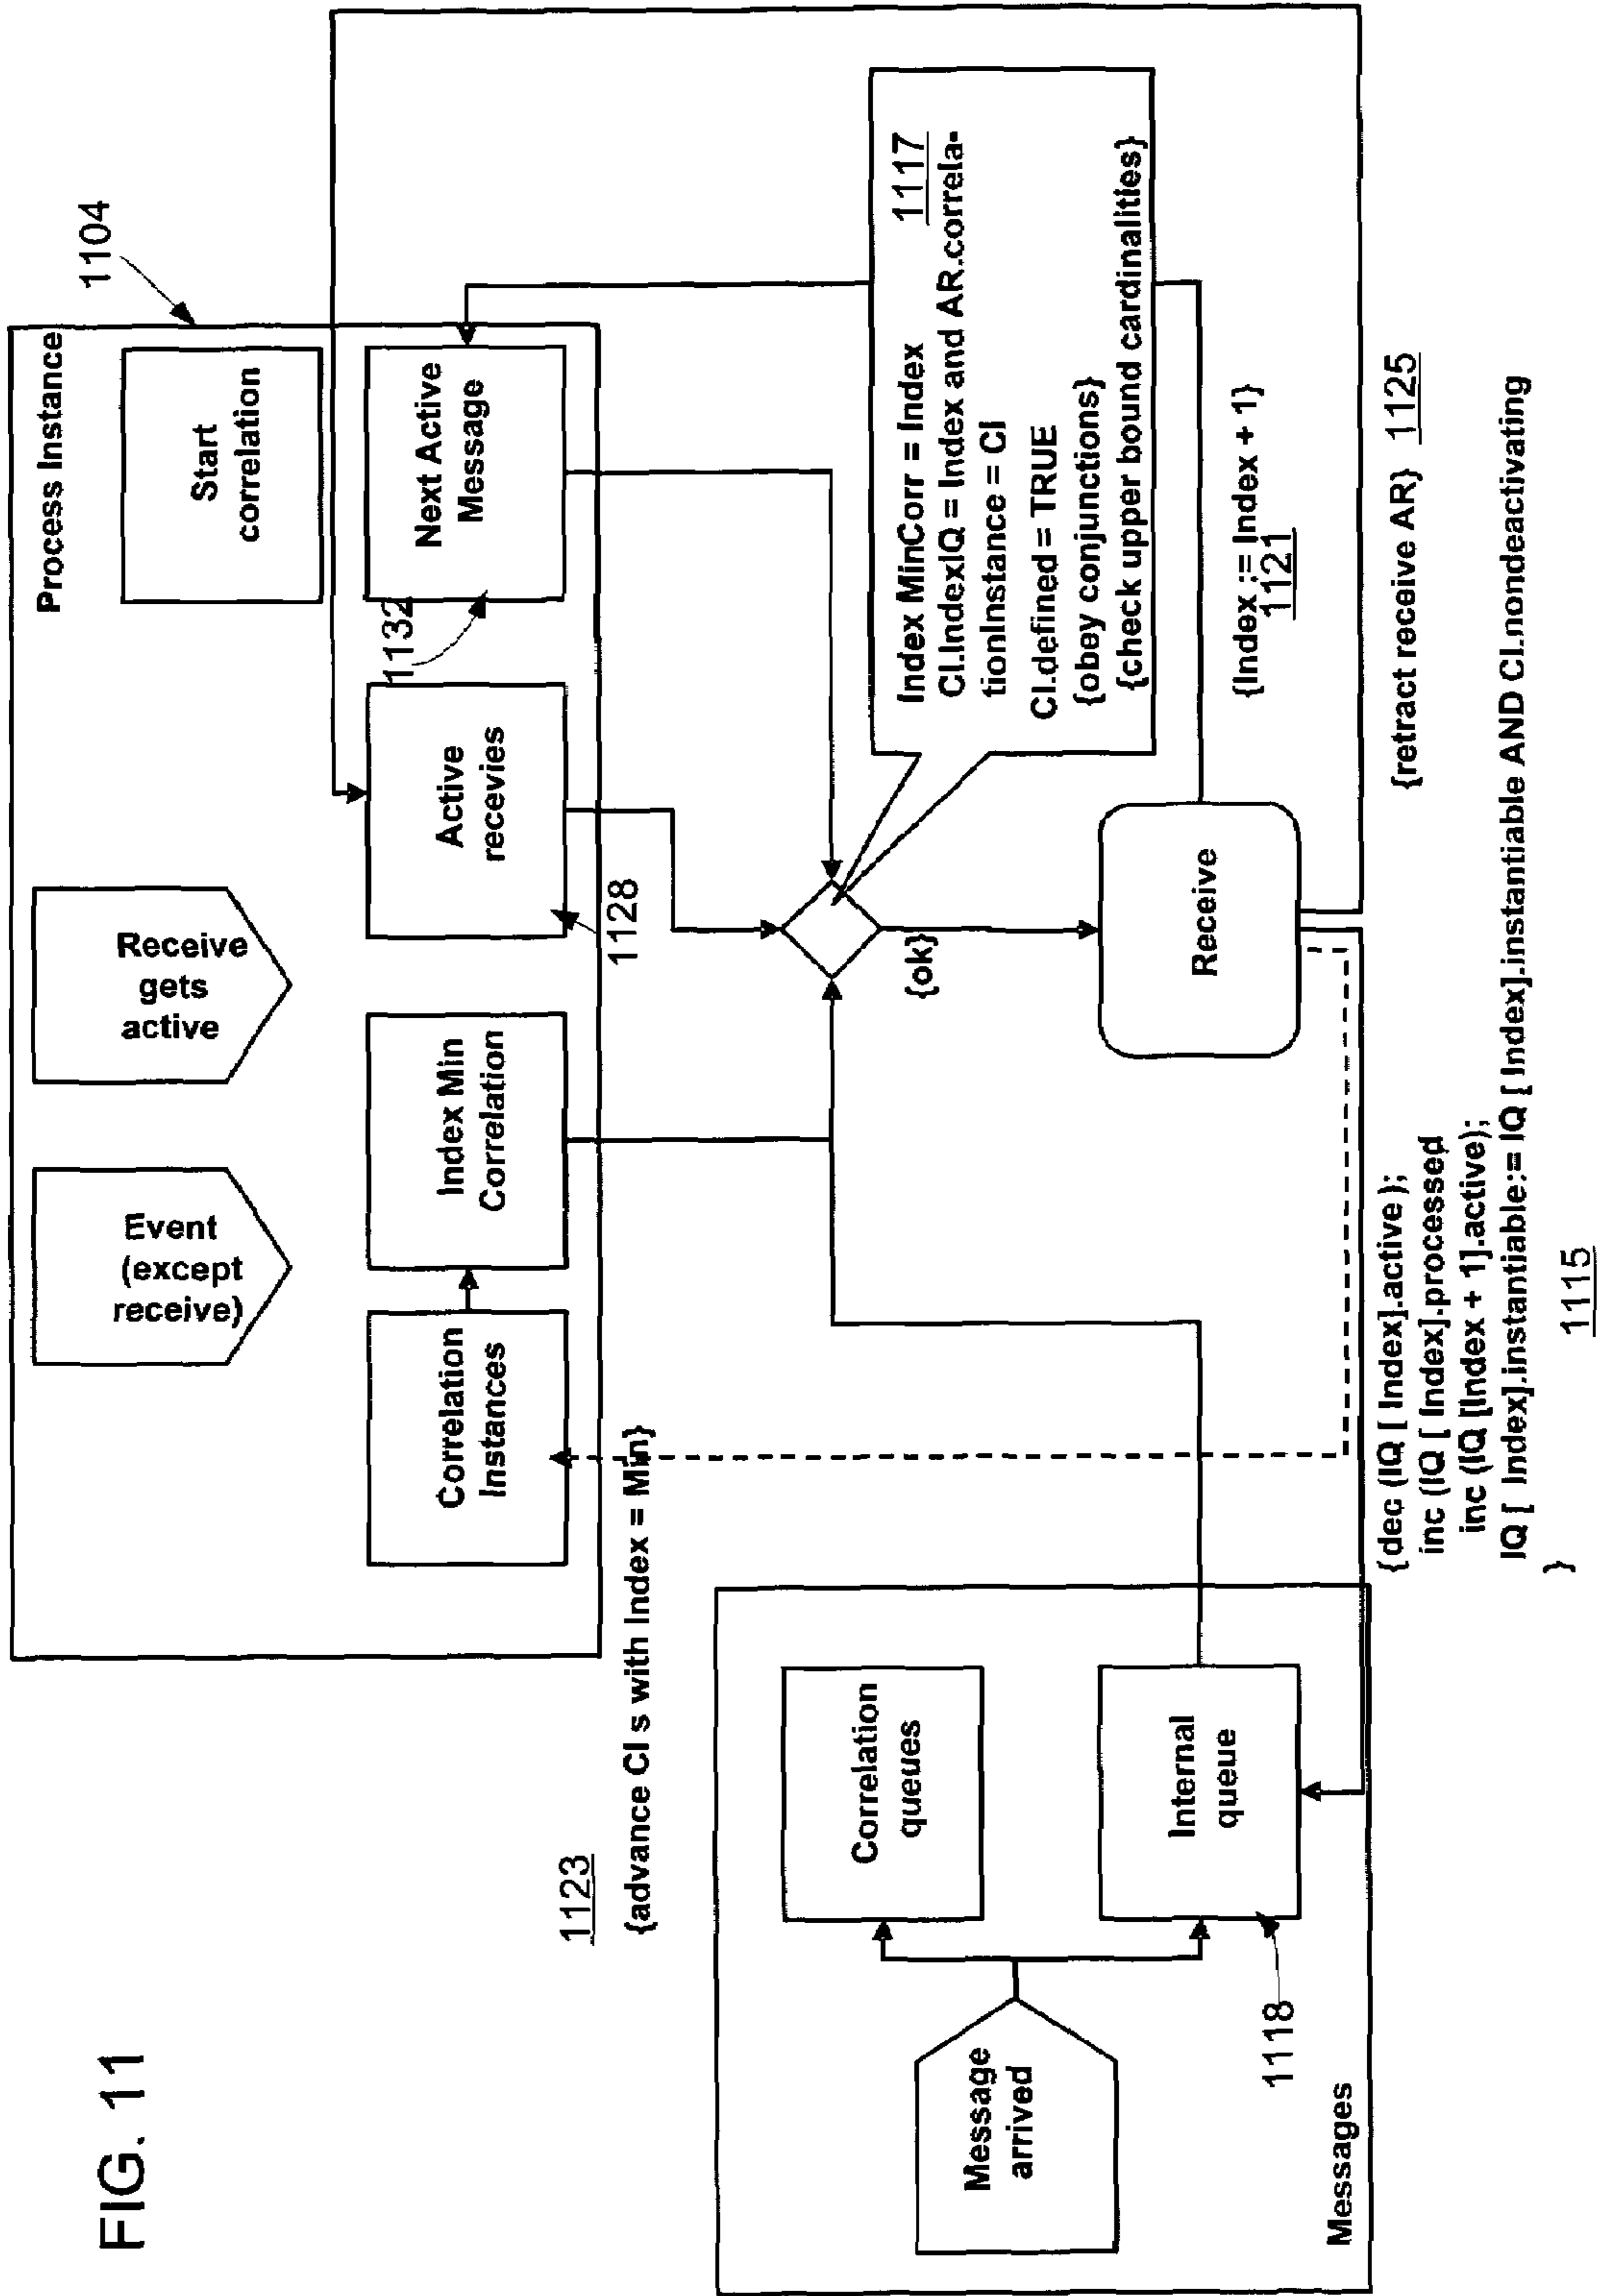 FIG. 11
Process Instance
1104
Event
(except
receive)
Receive
gets
active
Start
correlation
Correlation
Instances
Index Min
Correlation
Active
recevies
Next Active
Message
1128
1132
1123
{advance CI s with Index = Min}
{ok}
Index MinCorr = Index
1117
CI.IndexIQ = Index and AR.correla-
tionInstance = CI
CI.defined = TRUE
{obey conjunctions}
{check upper bound cardinalities}
Message
arrived
Correlation
queues
Internal
queue
1118
Messages
Receive
{Index := Index + 1}
1121
{retract receive AR} 1125
{dec (IQ [ Index].active );
inc (IQ [ Index].processed
inc (IQ [Index + 1].active);
IQ [ Index].instantiable:= IQ [ Index].instantiable AND CI.nondeactivating
}
1115